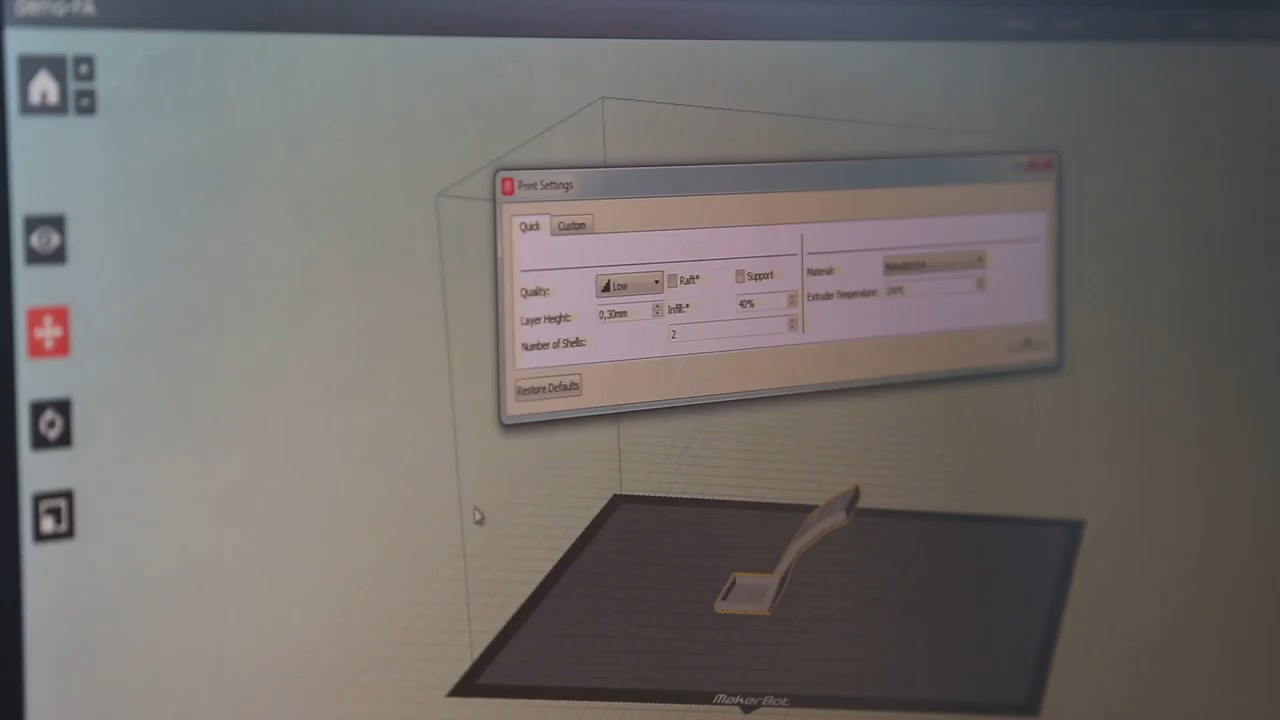 Print Settings
Quick Custom
Quality: Low Raft* Support
Layer Height: 0,30mm Infill:* 40%
Number of Shells: 2
Material:
Extruder Temperature: 230°C
Restore Defaults
MakerBot